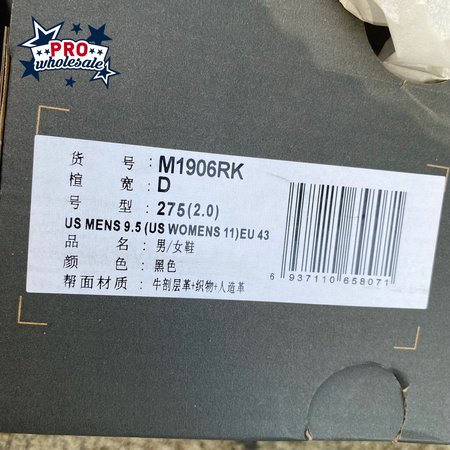 PRO
wholesale
货 号: M1906RK
楦 宽: D
号 型: 275(2.0)
US MENS 9.5(US WOMENS 11)EU 43
品 名: 男/女鞋
颜 色: 黑色
帮面材质: 牛剖层革+织物+人造革
6 937110 658071